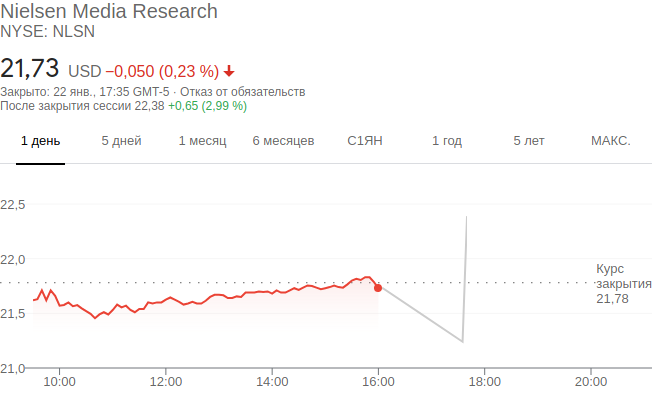 Nielsen Media Research
NYSE: NLSN
21,73 USD −0,050 (0,23 %)
Закрыто: 22 янв., 17:35 GMT-5 · Отказ от обязательств
После закрытия сессии 22,38 +0,65 (2,99 %)
1 день 5 дней 1 месяц 6 месяцев С1ЯН 1 год 5 лет МАКС.
22,5
22,0
Курс
закрытия
21,78
21,5
21,0
10:00 12:00 14:00 16:00 18:00 20:00